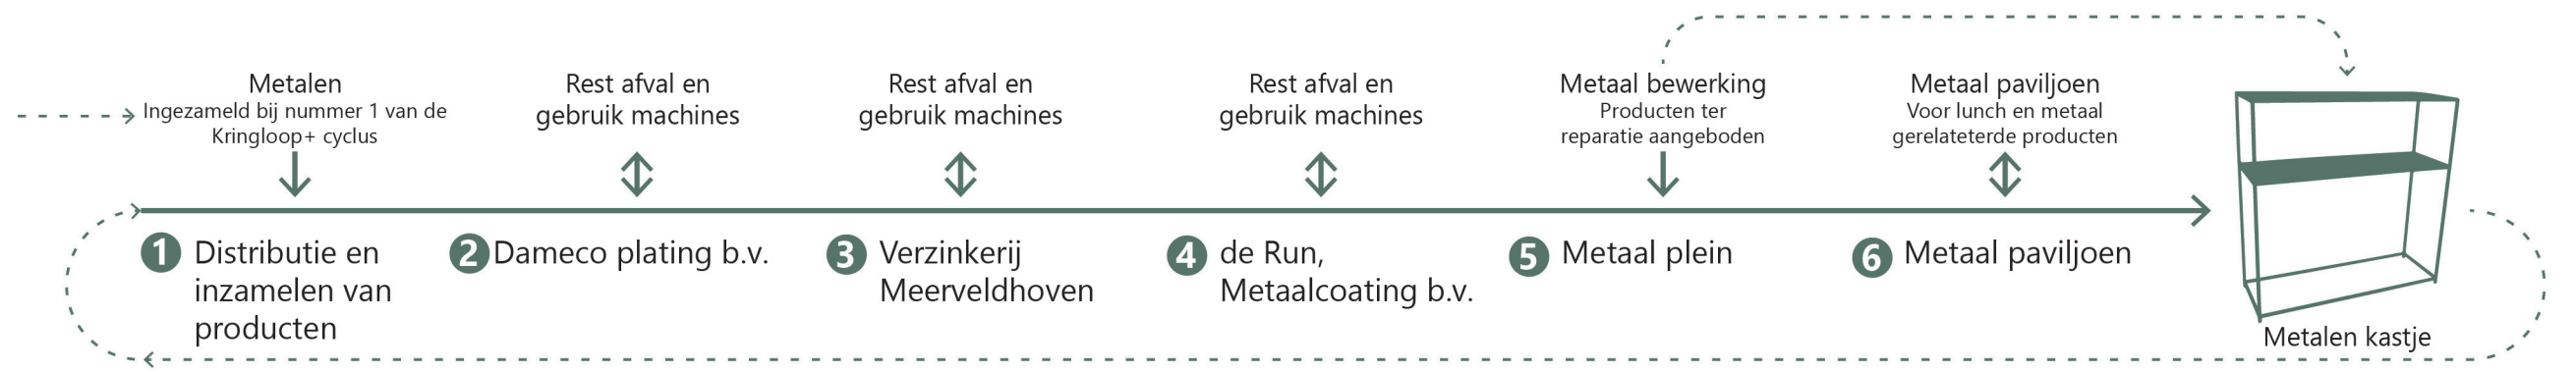 Metalen
Ingezameld bij nummer 1 van de
Kringloop+ cyclus
Rest afval en
gebruik machines
Rest afval en
gebruik machines
Rest afval en
gebruik machines
Metaal bewerking
Producten ter
reparatie aangeboden
Metaal paviljoen
Voor lunch en metaal
gerelateterde producten
1 Distributie en
inzamelen van
producten
2 Dameco plating b.v.
3 Verzinkerij
Meerveldhoven
4 de Run,
Metaalcoating b.v.
5 Metaal plein
6 Metaal paviljoen
Metalen kastje